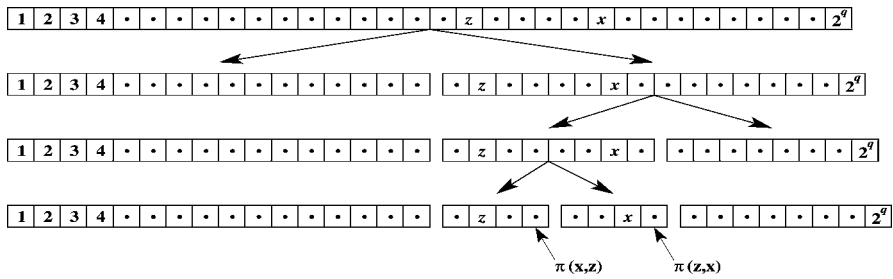 1 2 3 4 • • • • • • • • • • • • • z • • • • x • • • • • • • • 2^q
1 2 3 4 • • • • • • • • • • • • • z • • • • x • • • • • • • • 2^q
1 2 3 4 • • • • • • • • • • • • • z • • • • x • • • • • • • • 2^q
1 2 3 4 • • • • • • • • • • • • • z • • • • x • • • • • • • • 2^q
π (x,z) π (z,x)